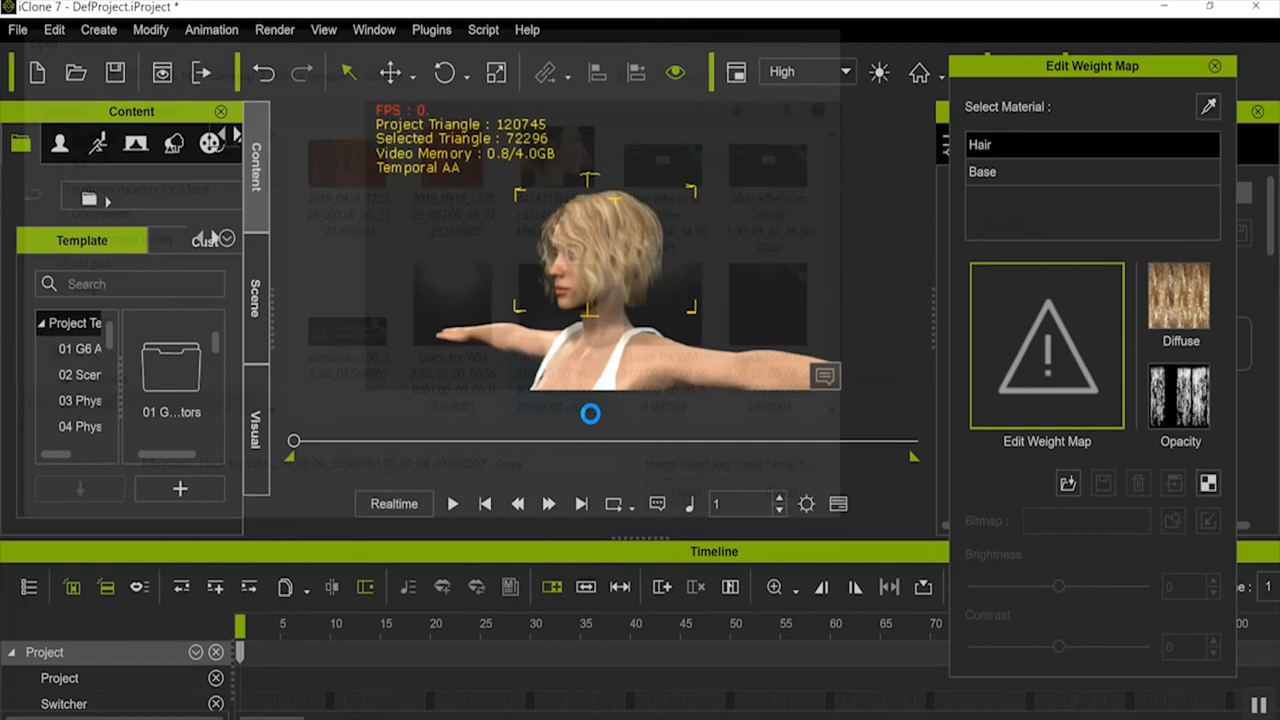 iClone 7 - DefProject.iProject *
File Edit Create Modify Animation Render View Window Plugins Script Help
High
Edit Weight Map
Content
Select Material :
Hair
Base
FPS : 0.
Project Triangle : 120745
Selected Triangle : 72296
Video Memory : 0.8/4.0GB
Temporal AA
Content
Scene
Visual
Template
Cust
Search
Project Te
01 G6 A
02 Scer
03 Phys
04 Phys
01 G...tors
Diffuse
Opacity
Edit Weight Map
Bitmap :
Brightness
0
Contrast
0
Realtime
1
Timeline
5 10 15 20 25 30 35 40 45 50 55 60 65 70
Project
Project
Switcher